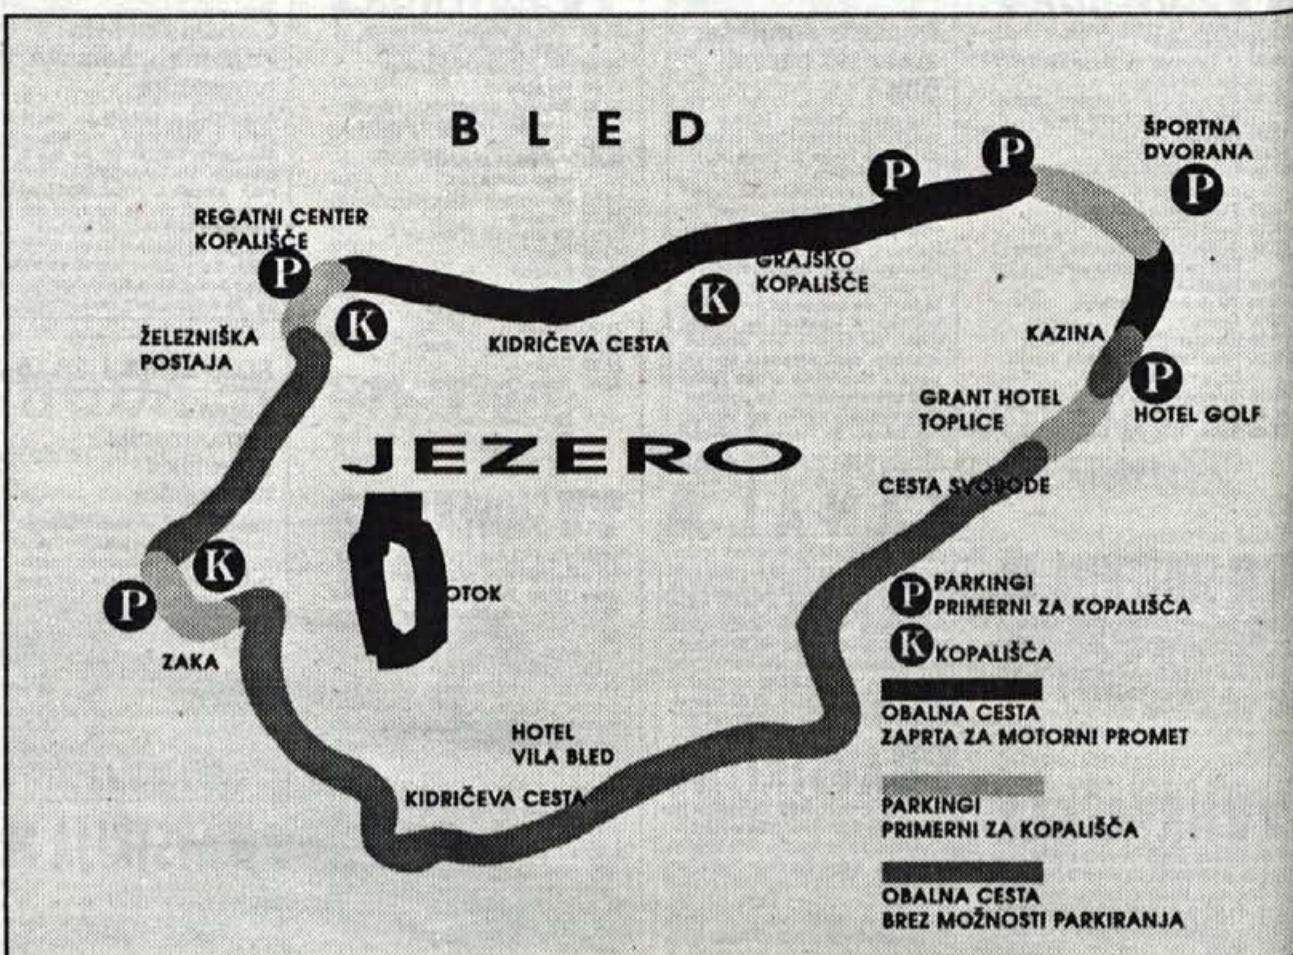 BLED
ŠPORTNA
DVORANA
P
P
P
REGATNI CENTER
KOPALIŠČE
P
K
GRAJSKO
KOPALIŠČE
K
ŽELEZNIŠKA
POSTAJA
KIDRIČEVA CESTA
KAZINA
P
HOTEL GOLF
GRANT HOTEL
TOPLICE
JEZERO
CESTA SVOBODE
K
P
ZAKA
OTOK
HOTEL
VILA BLED
KIDRIČEVA CESTA
P PARKINGI
PRIMERNI ZA KOPALIŠČA
K KOPALIŠČA
OBALNA CESTA
ZAPRTA ZA MOTORNI PROMET
PARKINGI
PRIMERNI ZA KOPALIŠČA
OBALNA CESTA
BREZ MOŽNOSTI PARKIRANJA